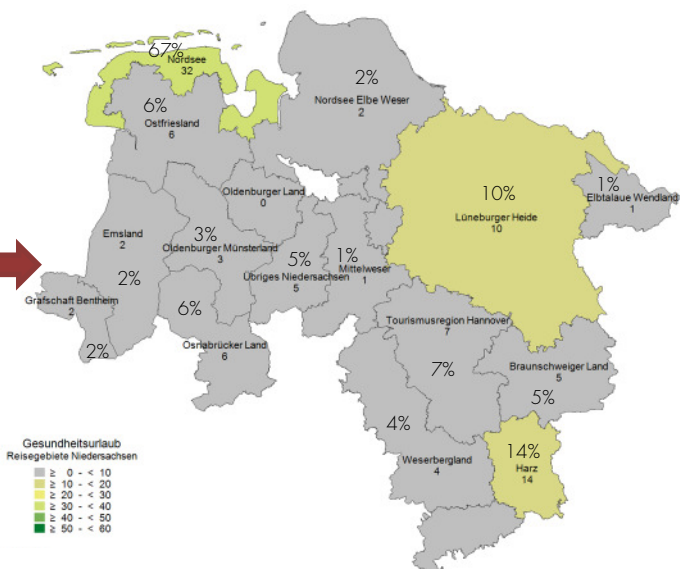 67%
Nordsee
32
2%
Nordsee Elbe Weser
2
6%
Ostfriesland
6
10%
Lüneburger Heide
10
1%
Elbtalaue Wendland
1
Oldenburger Land
0
Emsland
2
2%
3%
Oldenburger Münsterland
3
5%
Übriges Niedersachsen
5
1%
Mittelweser
1
Grafschaft Bentheim
2
2%
6%
Osnabrücker Land
6
Tourismusregion Hannover
7
7%
Braunschweiger Land
5
5%
4%
Weserbergland
4
14%
Harz
14
Gesundheitsurlaub
Reisegebiete Niedersachsen
≥ 0 - < 10
≥ 10 - < 20
≥ 20 - < 30
≥ 30 - < 40
≥ 40 - < 50
≥ 50 - < 60